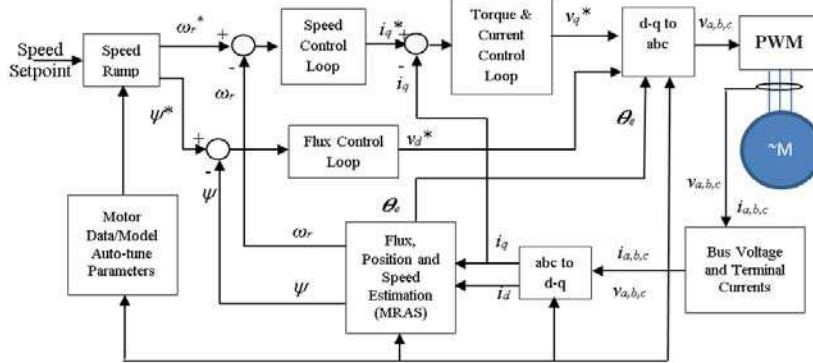 Speed
Setpoint
Speed
Ramp
ωr*
+
-
ωr
Speed
Control
Loop
iq*
+
-
iq
Torque &
Current
Control
Loop
vq*
d-q to
abc
va,b,c
PWM
~M
ψ*
+
-
ψ
Flux Control
Loop
vd*
θe
va,b,c
ia,b,c
Motor
Data/Model
Auto-tune
Parameters
ωr
ψ
θe
Flux,
Position and
Speed
Estimation
(MRAS)
iq
id
abc to
d-q
ia,b,c
va,b,c
Bus Voltage
and Terminal
Currents